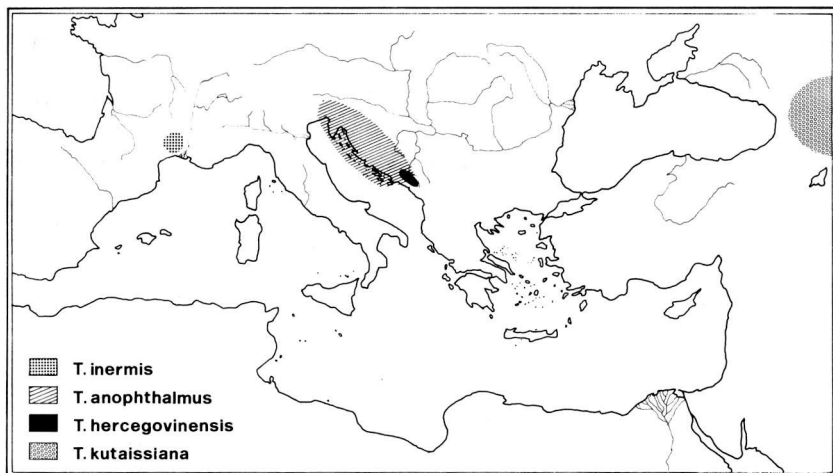 T. inermis
T. anophthalmus
T. hercegovinensis
T. kutaissiana